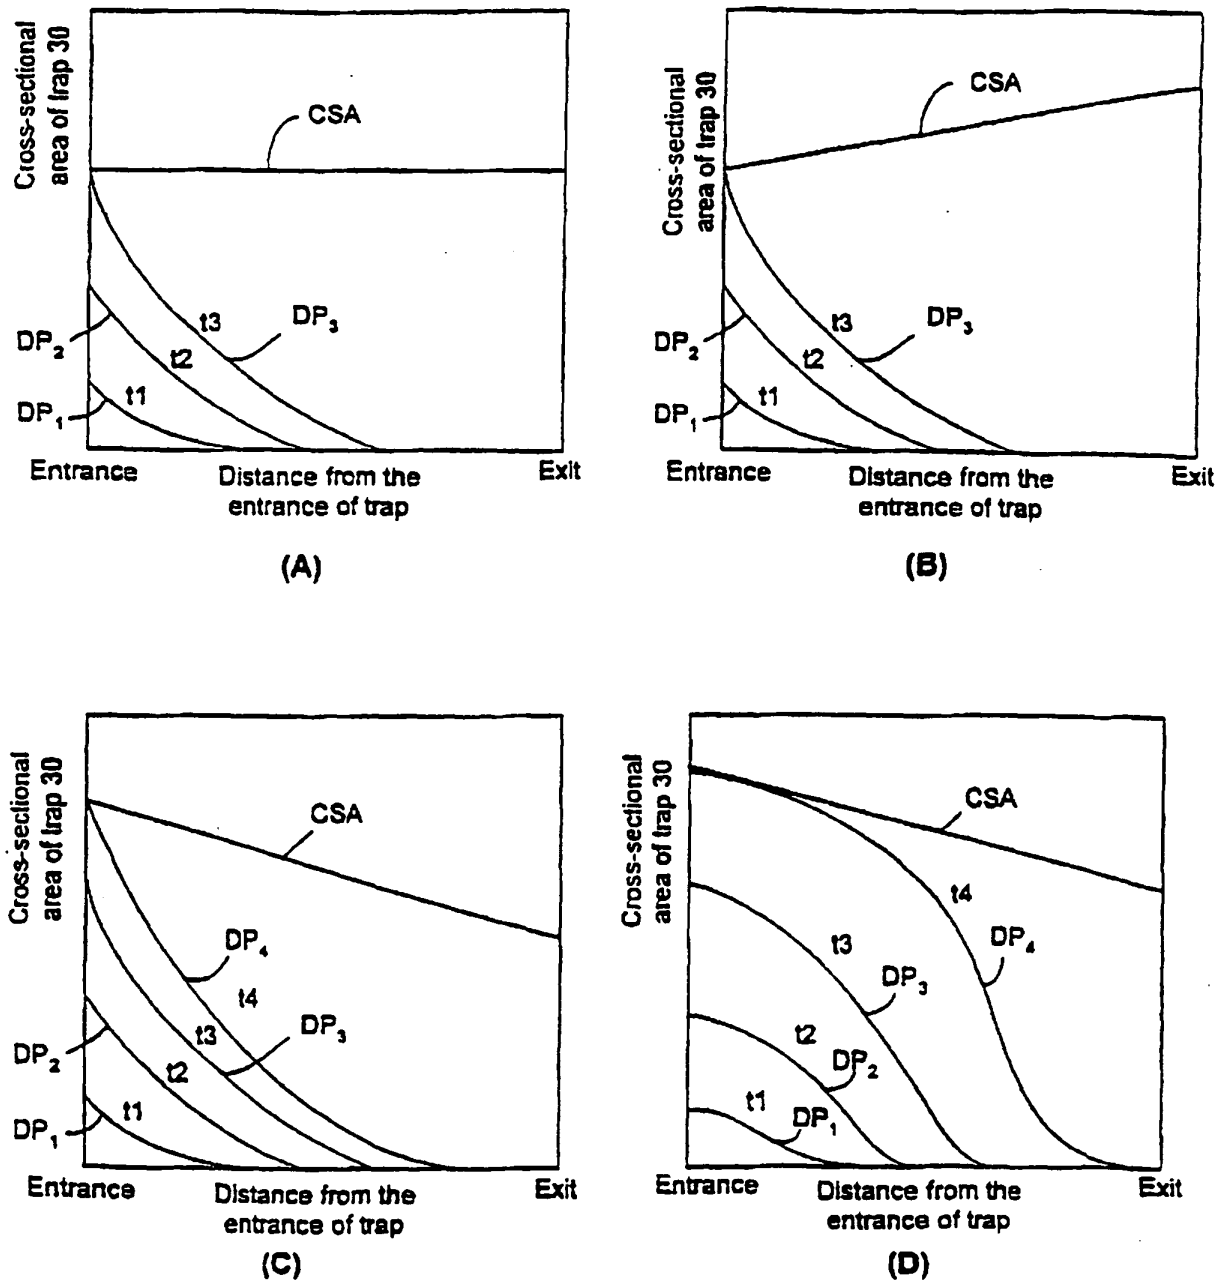 Cross-sectional
area of trap 30
CSA
t3
DP₃
DP₂
t2
t1
DP₁
Entrance
Distance from the
entrance of trap
Exit
(A)
Cross-sectional
area of trap 30
CSA
t3
DP₃
DP₂
t2
t1
DP₁
Entrance
Distance from the
entrance of trap
Exit
(B)
Cross-sectional
area of trap 30
CSA
DP₄
t4
t3
DP₃
DP₂
t2
t1
DP₁
Entrance
Distance from the
entrance of trap
Exit
(C)
Cross-sectional
area of trap 30
CSA
t4
t3
DP₄
DP₃
t2
DP₂
t1
DP₁
Entrance
Distance from the
entrance of trap
Exit
(D)